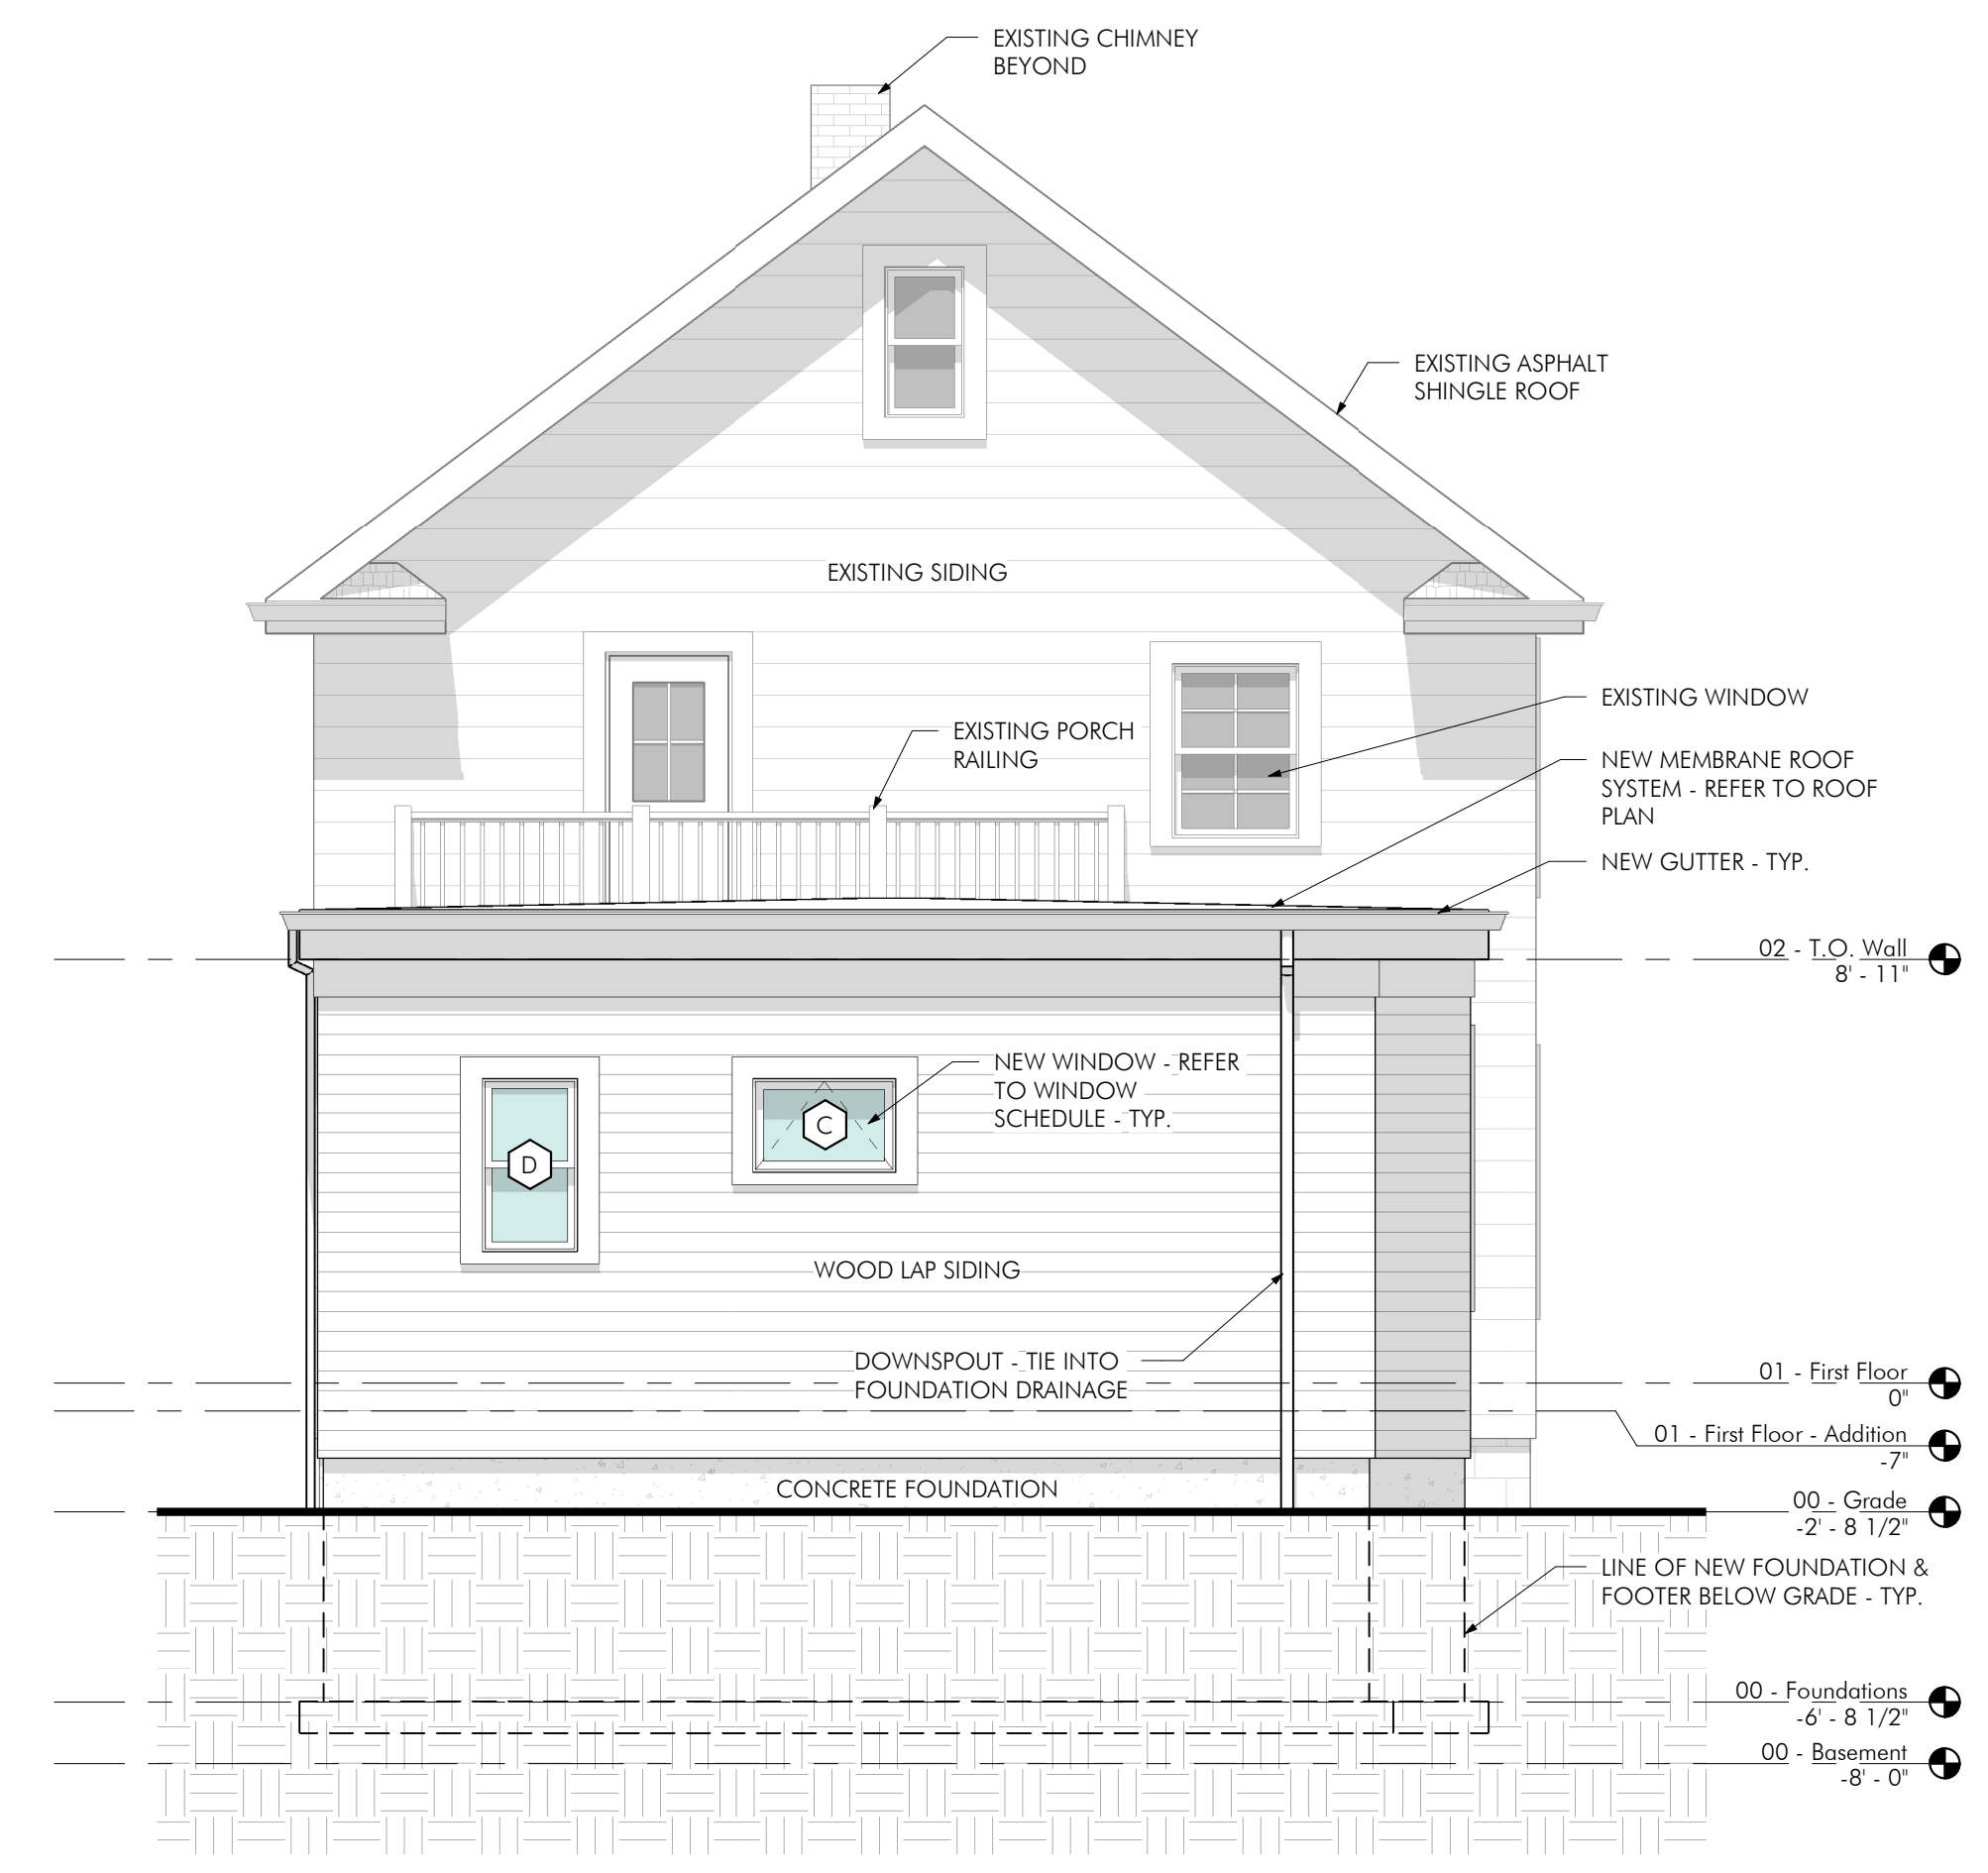 EXISTING CHIMNEY
BEYOND
EXISTING ASPHALT
SHINGLE ROOF
EXISTING SIDING
EXISTING WINDOW
EXISTING PORCH
RAILING
NEW MEMBRANE ROOF
SYSTEM - REFER TO ROOF
PLAN
NEW GUTTER - TYP.
02 - T.O. Wall
8' - 11"
NEW WINDOW - REFER
TO WINDOW
SCHEDULE - TYP.
C
D
WOOD LAP SIDING
DOWNSPOUT - TIE INTO
FOUNDATION DRAINAGE
01 - First Floor
0"
01 - First Floor - Addition
-7"
CONCRETE FOUNDATION
00 - Grade
-2' - 8 1/2"
LINE OF NEW FOUNDATION &
FOOTER BELOW GRADE - TYP.
00 - Foundations
-6' - 8 1/2"
00 - Basement
-8' - 0"